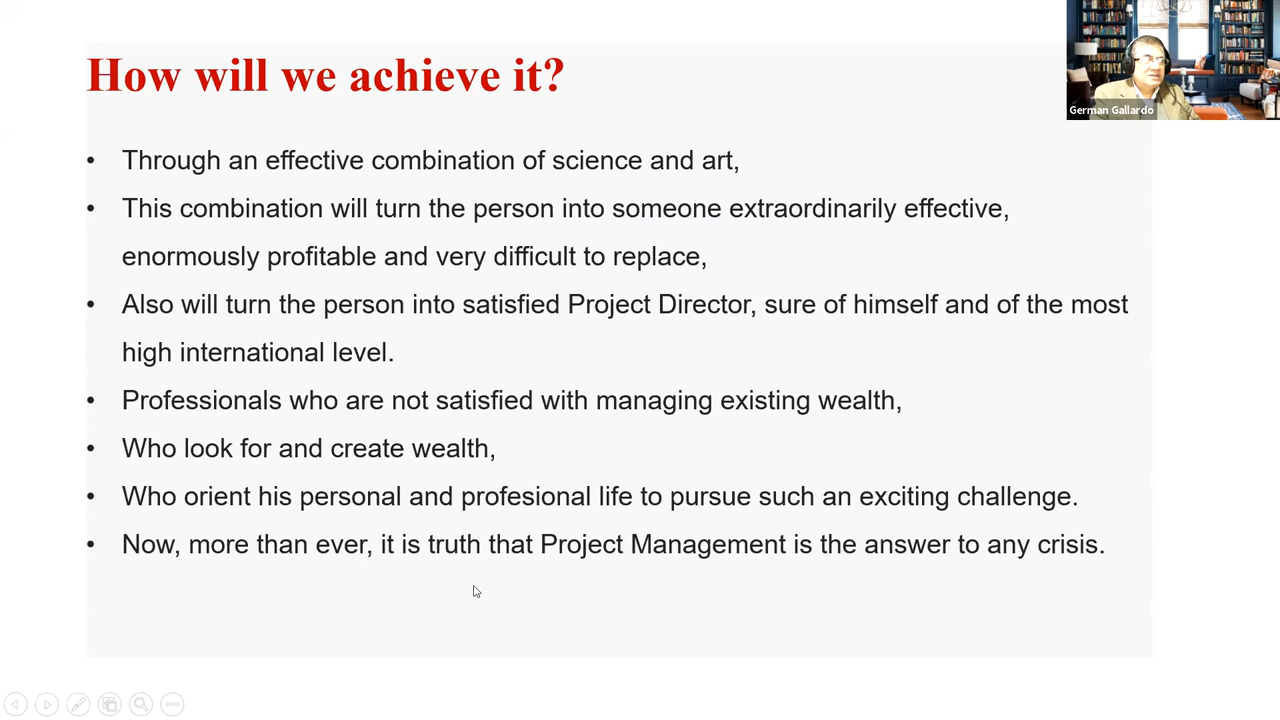 How will we achieve it?
German Gallardo
• Through an effective combination of science and art,
• This combination will turn the person into someone extraordinarily effective,
enormously profitable and very difficult to replace,
• Also will turn the person into satisfied Project Director, sure of himself and of the most
high international level.
• Professionals who are not satisfied with managing existing wealth,
• Who look for and create wealth,
• Who orient his personal and profesional life to pursue such an exciting challenge.
• Now, more than ever, it is truth that Project Management is the answer to any crisis.